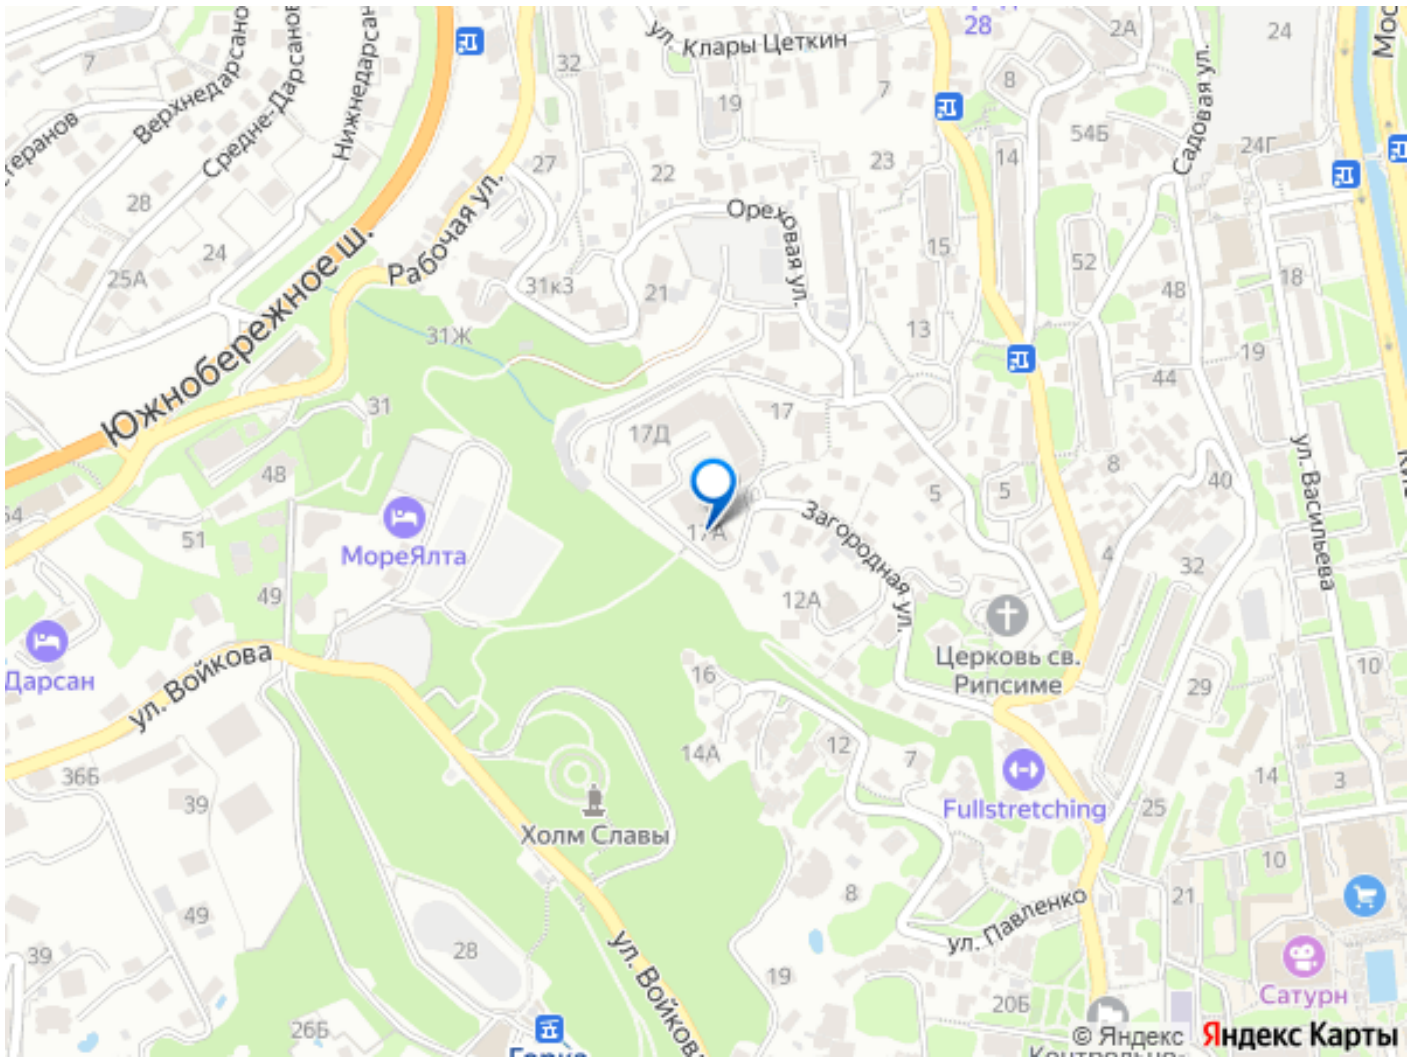 ул. Клары Цеткин
28
2А
24
Мос
7
Верхнедарсано
Средне-Дарсанов
Нижнедарсан
теранов
32
19
7
8
54Б
Садовая ул.
24Г
27
22
23
14
28
Ореховая ул.
Рабочая ул.
24
25А
Южнобережное ш.
31к3
21
15
52
18
48
31Ж
13
19
44
31
17
17Д
48
8
40
5
5
ул. Васильева
54
51
МореЯлта
17А
Загородная ул.
4
32
49
12А
Дарсан
Церковь св.
Рипсиме
10
ул. Войкова
16
29
14А
12
7
36Б
39
Холм Славы
Fullstretching
14
3
25
10
8
21
49
ул. Павленко
39
28
ул. Войкова
19
20Б
Сатурн
26Б
Горка
© Яндекс Яндекс Карты